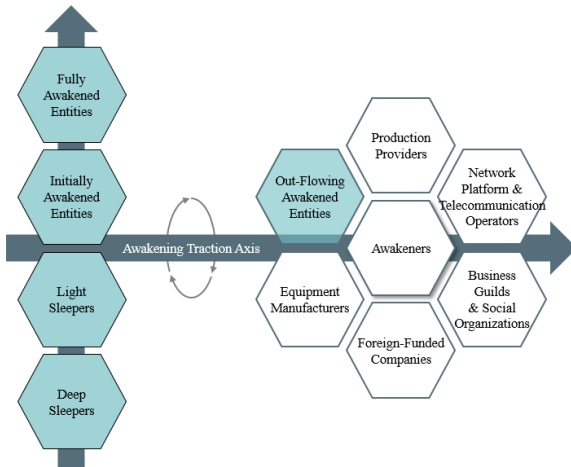 Fully
Awakened
Entities
Initially
Awakened
Entities
Light
Sleepers
Deep
Sleepers
Awakening Traction Axis
Out-Flowing
Awakened
Entities
Equipment
Manufacturers
Production
Providers
Awakeners
Foreign-Funded
Companies
Network
Platform &
Telecommunication
Operators
Business
Guilds
& Social
Organizations